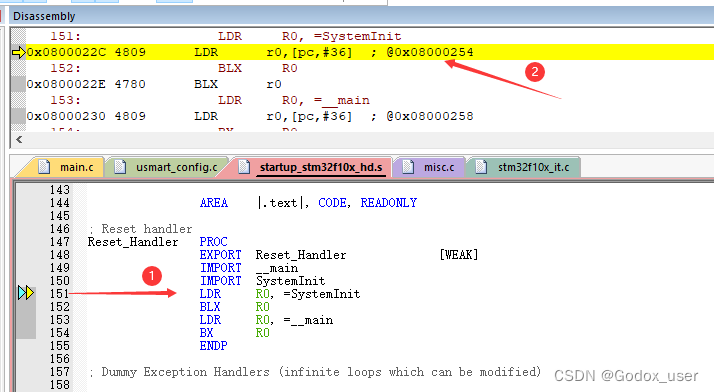 Disassembly
151: LDR R0, =SystemInit
0x0800022C 4809 LDR r0,[pc,#36] ; @0x08000254
152: BLX R0
0x0800022E 4780 BLX r0
153: LDR R0, =__main
0x08000230 4809 LDR r0,[pc,#36] ; @0x08000258
154: BX R0
2
main.c usmart_config.c startup_stm32f10x_hd.s misc.c stm32f10x_it.c
143
144 AREA |.text|, CODE, READONLY
145
146 ; Reset handler
147 Reset_Handler PROC
148 EXPORT Reset_Handler [WEAK]
149 IMPORT __main
1
150 IMPORT SystemInit
151 LDR R0, =SystemInit
152 BLX R0
153 LDR R0, =__main
154 BX R0
155 ENDP
156
157 ; Dummy Exception Handlers (infinite loops which can be modified)
158
CSDN @Godox_user